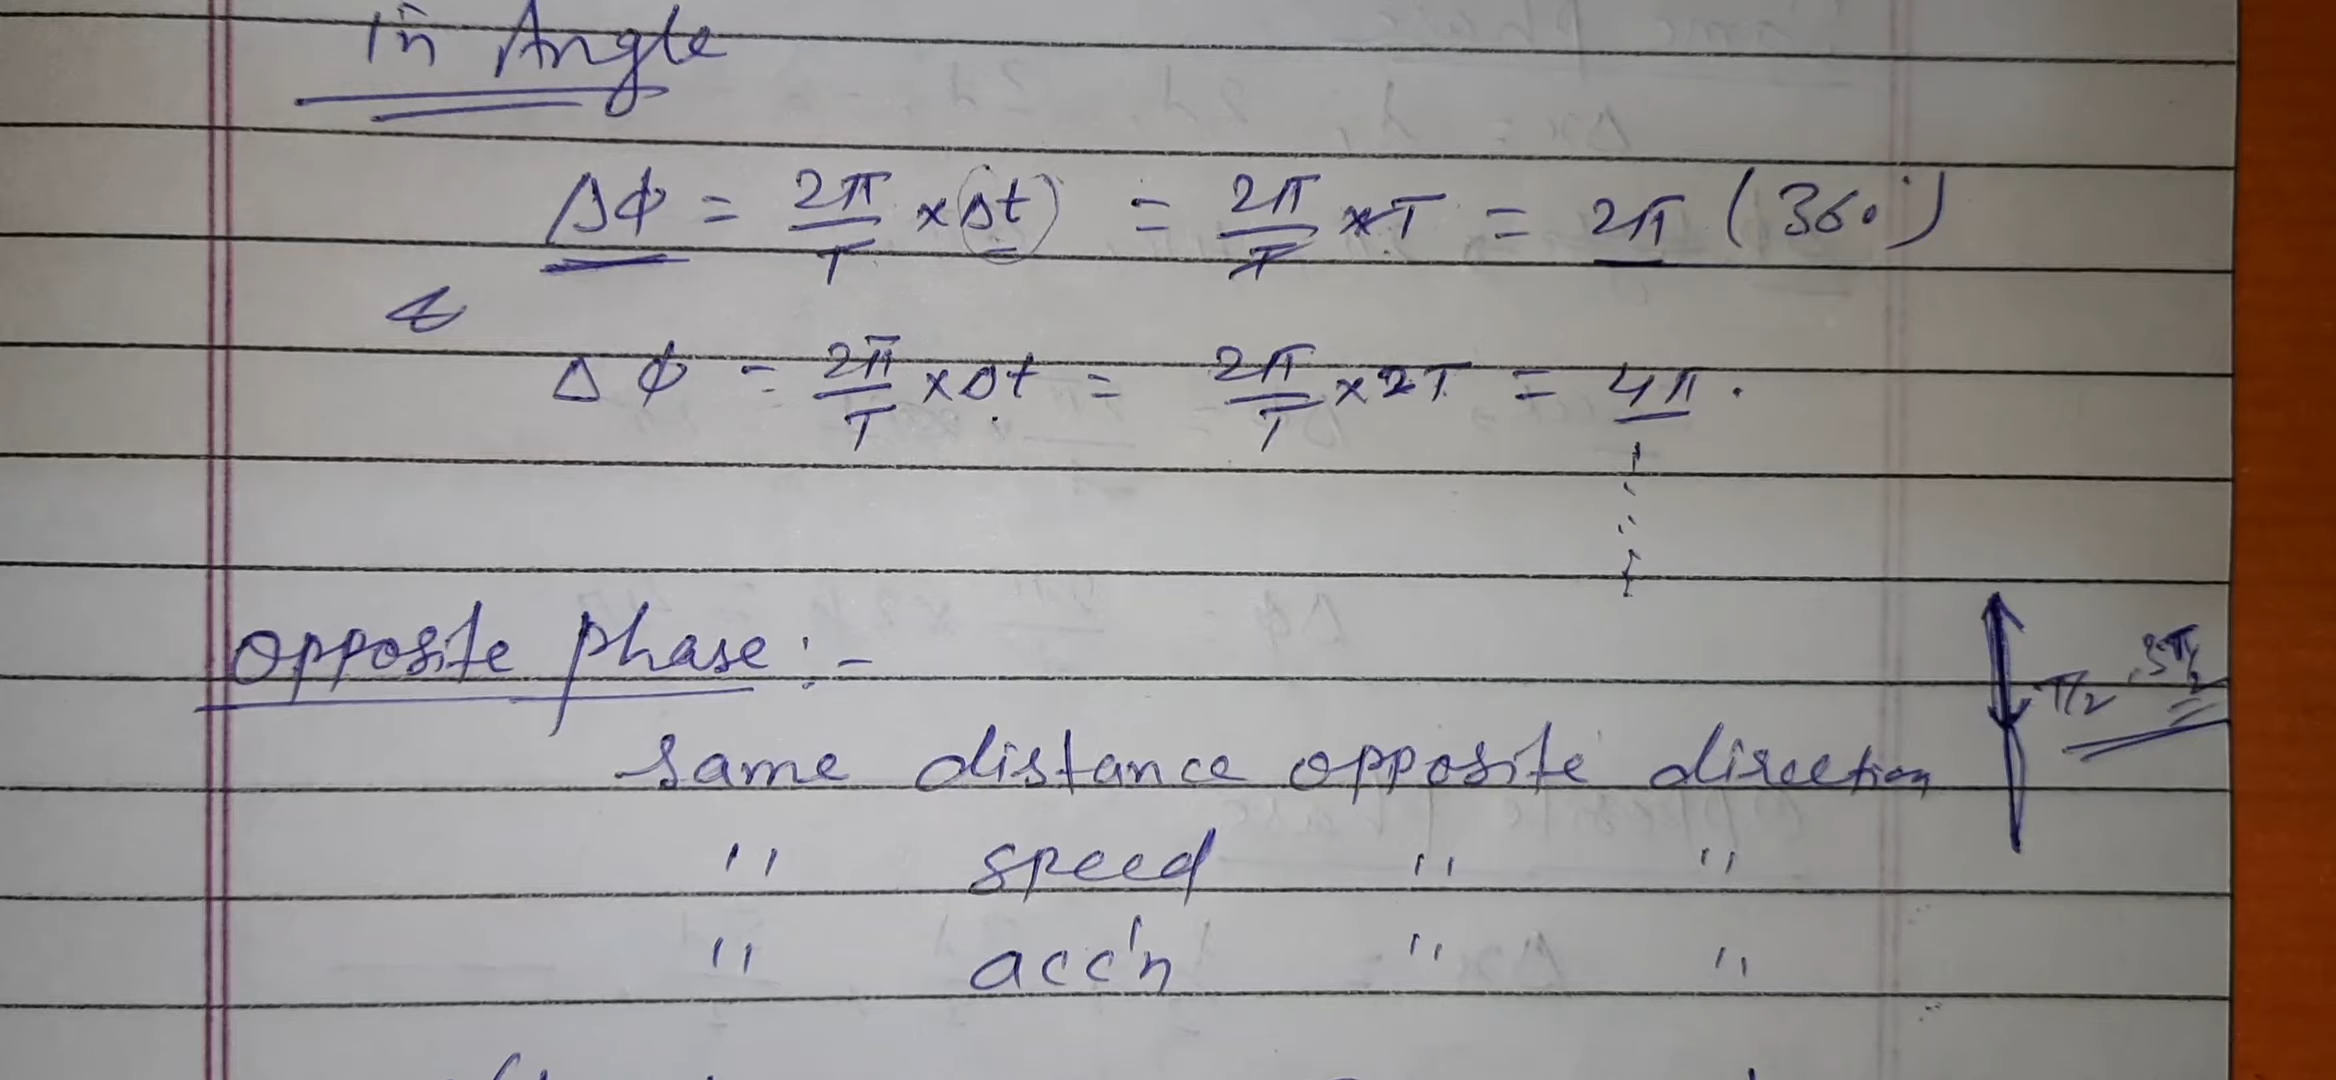 In Angle
Δϕ = 2π/T × Δt = 2π/T × T = 2π (360°)
&
Δϕ = 2π/T × Δt = 2π/T × 2T = 4π.
opposite phase :-
π/2, 3π/2
same distance opposite direction
" speed " "
" acc'n " "